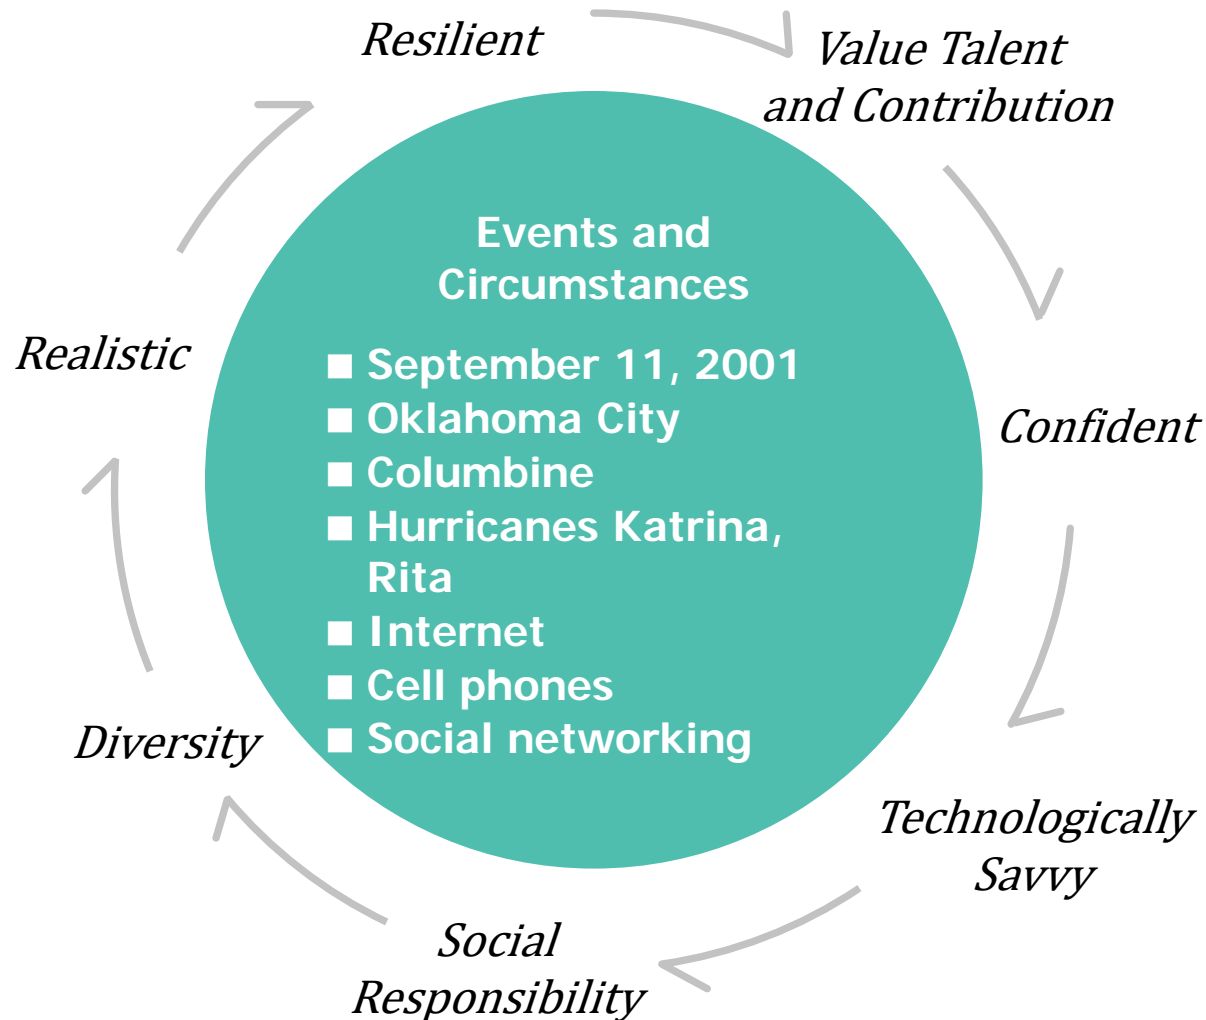 Resilient
Value Talent
and Contribution
Events and
Circumstances
■ September 11, 2001
■ Oklahoma City
■ Columbine
■ Hurricanes Katrina,
Rita
■ Internet
■ Cell phones
■ Social networking
Realistic
Confident
Diversity
Technologically
Savvy
Social
Responsibility